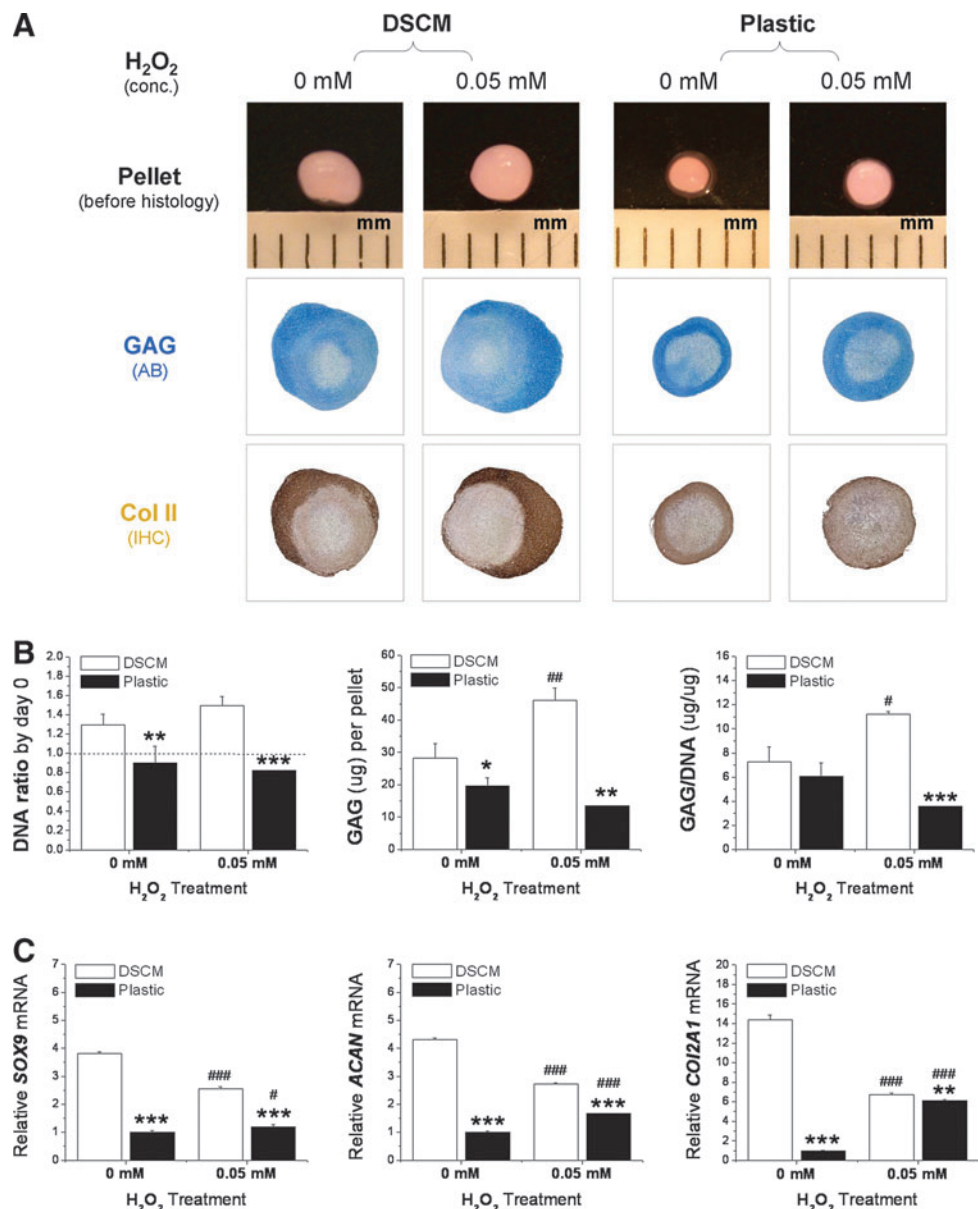 A
DSCM Plastic
H₂O₂
(conc.)
0 mM 0.05 mM 0 mM 0.05 mM
Pellet
(before histology)
mm mm mm mm
GAG
(AB)
Col II
(IHC)
B
DNA ratio by day 0
2.0
1.8
1.6
1.4
1.2
1.0
0.8
0.6
0.4
0.2
0.0
DSCM
Plastic
**
***
0 mM 0.05 mM
H₂O₂ Treatment
GAG (ug) per pellet
60
50
40
30
20
10
0
DSCM
Plastic
*
##
**
0 mM 0.05 mM
H₂O₂ Treatment
GAG/DNA (ug/ug)
16
14
12
10
8
6
4
2
0
DSCM
Plastic
#
***
0 mM 0.05 mM
H₂O₂ Treatment
C
Relative SOX9 mRNA
7
6
5
4
3
2
1
0
DSCM
Plastic
***
###
#
***
0 mM 0.05 mM
H₂O₂ Treatment
Relative ACAN mRNA
7
6
5
4
3
2
1
0
DSCM
Plastic
***
###
###
***
0 mM 0.05 mM
H₂O₂ Treatment
Relative COl2A1 mRNA
20
18
16
14
12
10
8
6
4
2
0
DSCM
Plastic
***
###
###
**
0 mM 0.05 mM
H₂O₂ Treatment